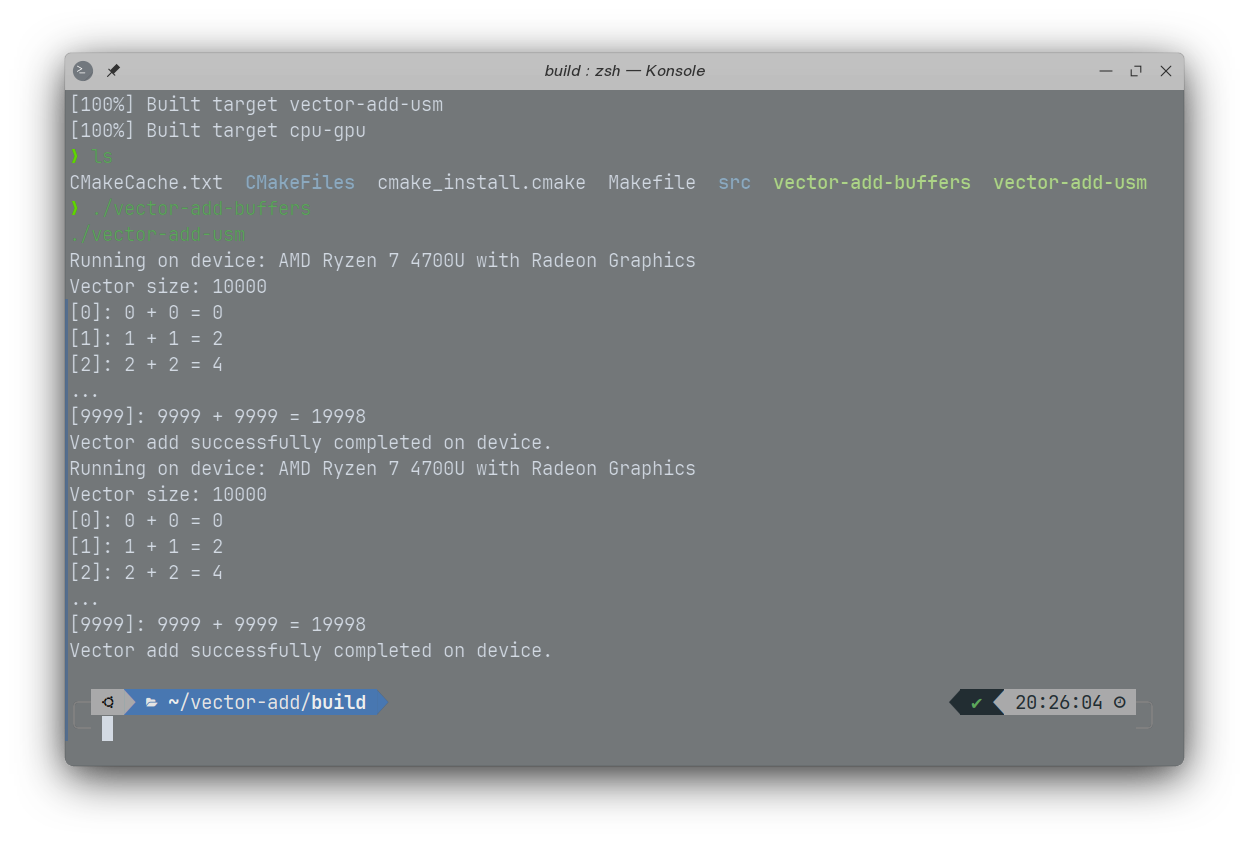 build : zsh — Konsole
[100%] Built target vector-add-usm
[100%] Built target cpu-gpu
❯ ls
CMakeCache.txt  CMakeFiles  cmake_install.cmake  Makefile  src  vector-add-buffers  vector-add-usm
❯ ./vector-add-buffers
./vector-add-usm
Running on device: AMD Ryzen 7 4700U with Radeon Graphics
Vector size: 10000
[0]: 0 + 0 = 0
[1]: 1 + 1 = 2
[2]: 2 + 2 = 4
...
[9999]: 9999 + 9999 = 19998
Vector add successfully completed on device.
Running on device: AMD Ryzen 7 4700U with Radeon Graphics
Vector size: 10000
[0]: 0 + 0 = 0
[1]: 1 + 1 = 2
[2]: 2 + 2 = 4
...
[9999]: 9999 + 9999 = 19998
Vector add successfully completed on device.
~/vector-add/build ✔ 20:26:04